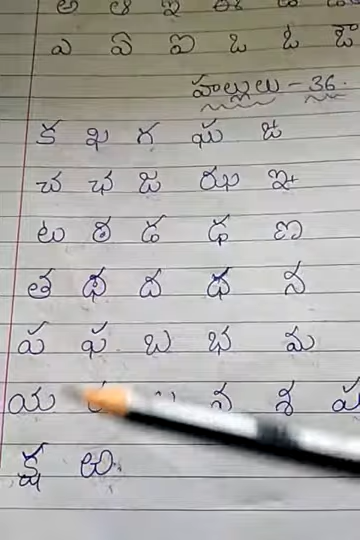 అ ఆ ఇ ఈ
ఎ ఏ ఐ ఒ ఓ ఔ
హల్లులు - 36.
క ఖ గ ఘ ఙ
చ ఛ జ ఝ ఞ
ట ఠ డ ఢ ణ
త థ ద ధ న
ప ఫ బ భ మ
య వ శ ష
క్ష ఱ